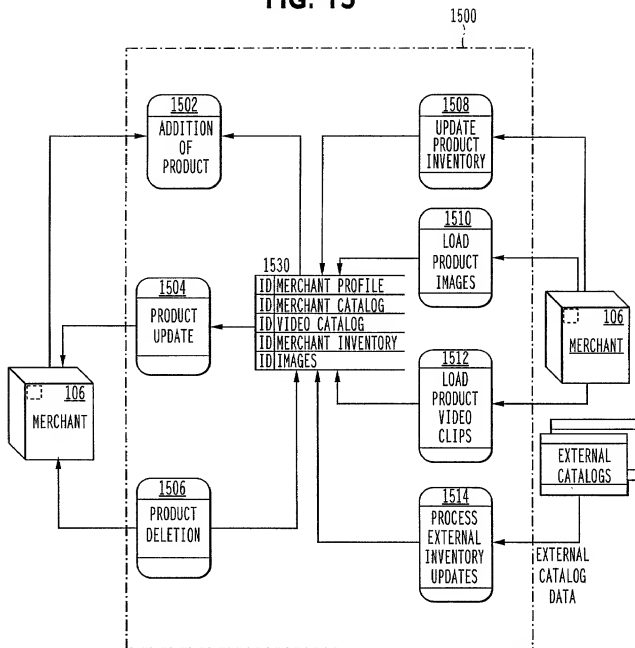 FIG. 15
1500
1502
ADDITION
OF
PRODUCT
1508
UPDATE
PRODUCT
INVENTORY
1510
LOAD
PRODUCT
IMAGES
1530
ID MERCHANT PROFILE
ID MERCHANT CATALOG
ID VIDEO CATALOG
ID MERCHANT INVENTORY
ID IMAGES
1504
PRODUCT
UPDATE
106
MERCHANT
106
MERCHANT
1512
LOAD
PRODUCT
VIDEO
CLIPS
EXTERNAL
CATALOGS
1506
PRODUCT
DELETION
1514
PROCESS
EXTERNAL
INVENTORY
UPDATES
EXTERNAL
CATALOG
DATA